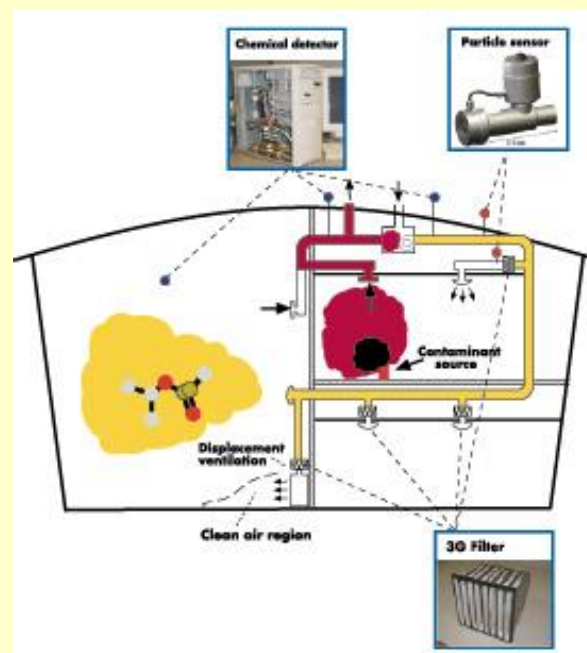 Chemical detector
Particle sensor
Contaminant
source
Displacement
ventilation
Clean air region
3G Filter